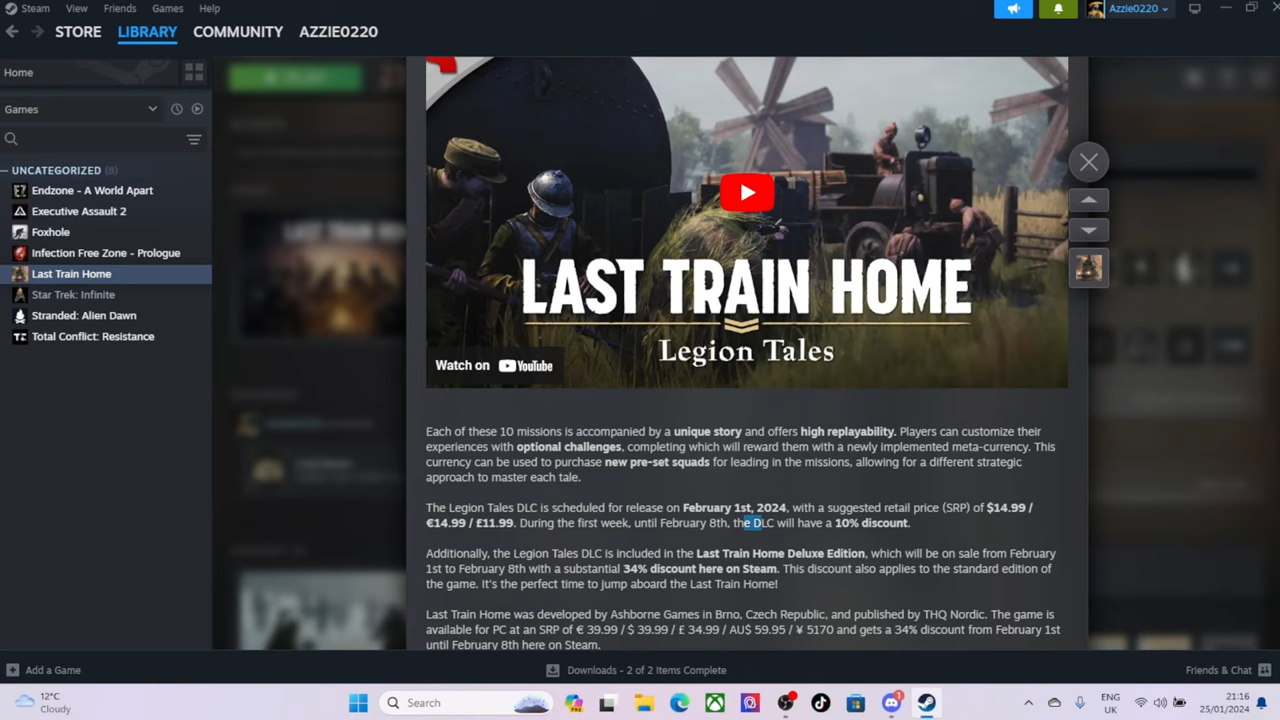 Steam View Friends Games Help
Azzie0220
STORE LIBRARY COMMUNITY AZZIE0220
Home
Games
UNCATEGORIZED (8)
Endzone - A World Apart
Executive Assault 2
Foxhole
Infection Free Zone - Prologue
Last Train Home
Star Trek: Infinite
Stranded: Alien Dawn
Total Conflict: Resistance
LAST TRAIN HOME
Legion Tales
Watch on YouTube
Each of these 10 missions is accompanied by a unique story and offers high replayability. Players can customize their
experiences with optional challenges, completing which will reward them with a newly implemented meta-currency. This
currency can be used to purchase new pre-set squads for leading in the missions, allowing for a different strategic
approach to master each tale.
The Legion Tales DLC is scheduled for release on February 1st, 2024, with a suggested retail price (SRP) of $14.99 /
€14.99 / £11.99. During the first week, until February 8th, the DLC will have a 10% discount.
Additionally, the Legion Tales DLC is included in the Last Train Home Deluxe Edition, which will be on sale from February
1st to February 8th with a substantial 34% discount here on Steam. This discount also applies to the standard edition of
the game. It's the perfect time to jump aboard the Last Train Home!
Last Train Home was developed by Ashborne Games in Brno, Czech Republic, and published by THQ Nordic. The game is
available for PC at an SRP of € 39.99 / $ 39.99 / £ 34.99 / AU$ 59.95 / ¥ 5170 and gets a 34% discount from February 1st
until February 8th here on Steam.
Add a Game
Downloads - 2 of 2 Items Complete
Friends & Chat
12°C
Cloudy
Search
PRE
1
ENG
UK
21:16
25/01/2024